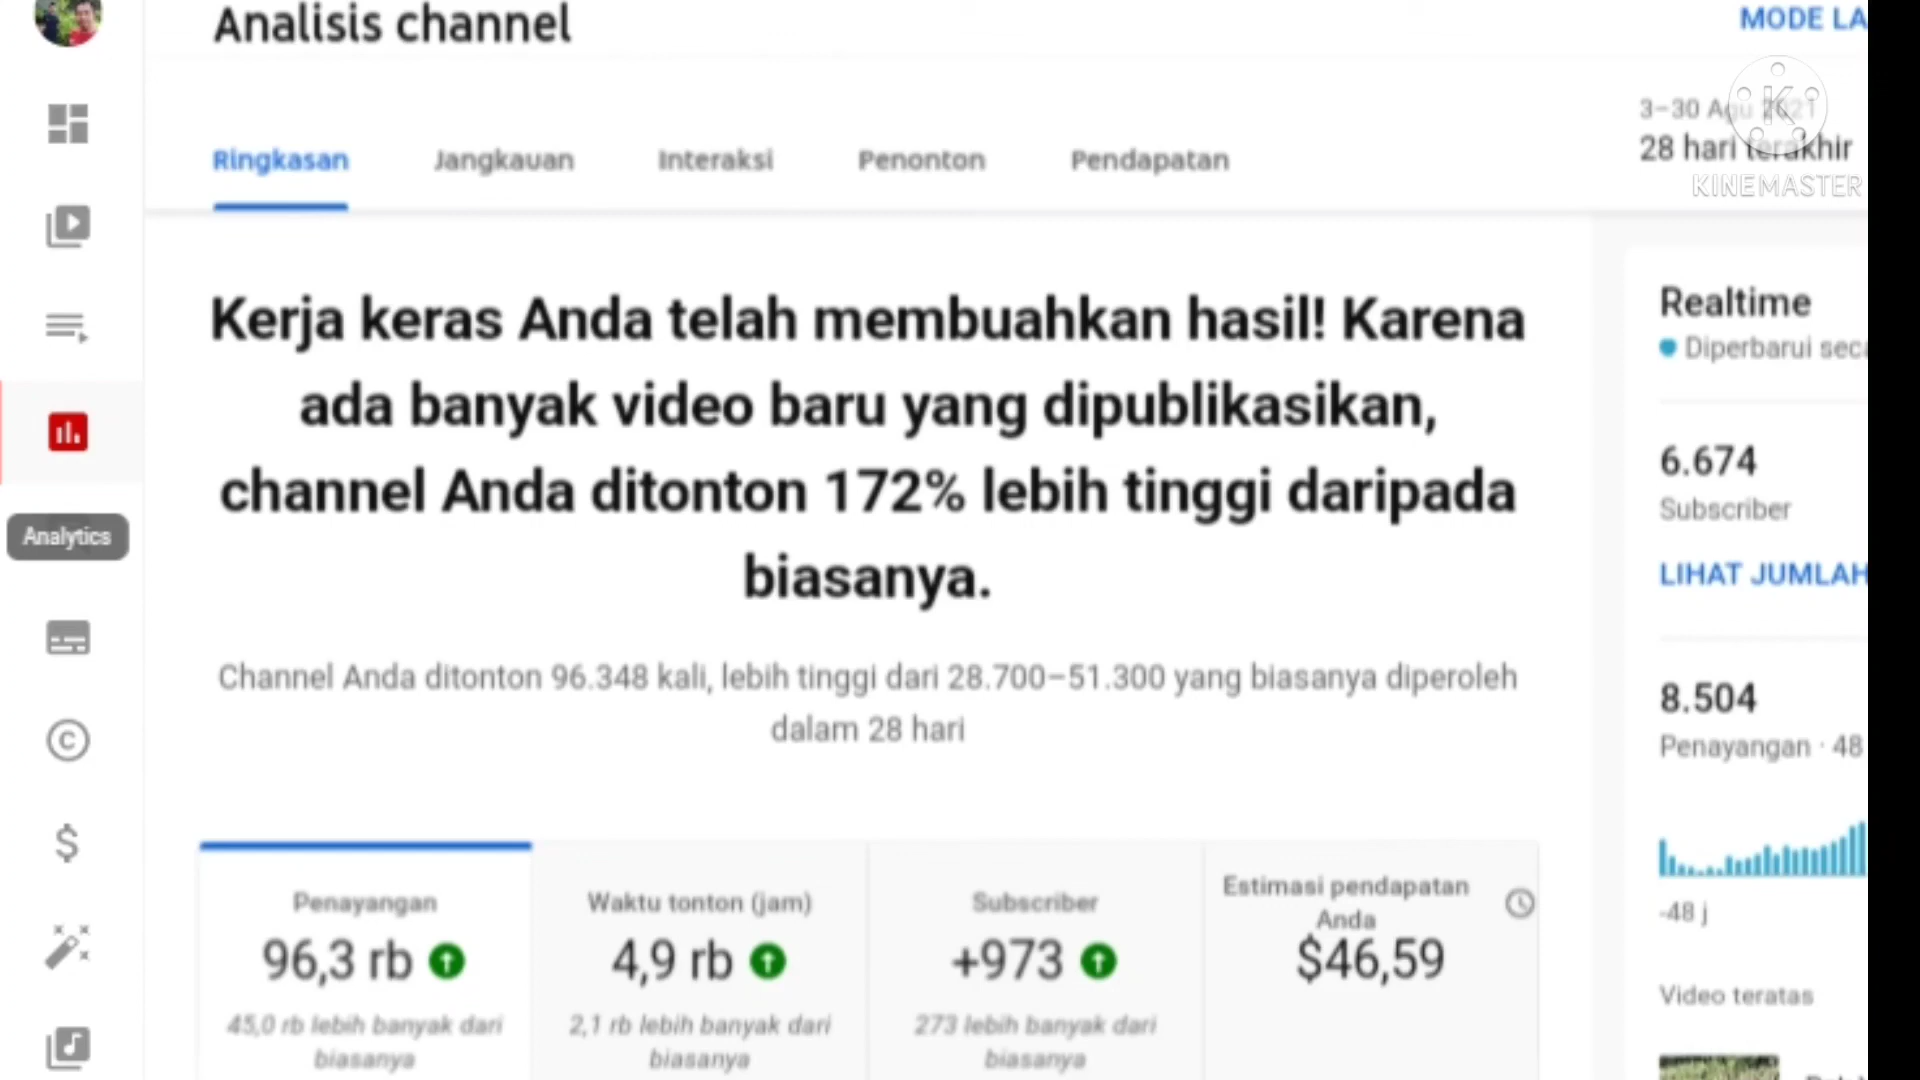 Analisis channel
MODE LA
3–30 Agu 2021
28 hari terakhir
KINEMASTER
Ringkasan Jangkauan Interaksi Penonton Pendapatan
Kerja keras Anda telah membuahkan hasil! Karena
ada banyak video baru yang dipublikasikan,
channel Anda ditonton 172% lebih tinggi daripada
biasanya.
Channel Anda ditonton 96.348 kali, lebih tinggi dari 28.700–51.300 yang biasanya diperoleh
dalam 28 hari
Analytics
Penayangan
96,3 rb
45,0 rb lebih banyak dari
biasanya
Waktu tonton (jam)
4,9 rb
2,1 rb lebih banyak dari
biasanya
Subscriber
+973
273 lebih banyak dari
biasanya
Estimasi pendapatan
Anda
$46,59
Realtime
Diperbarui seca
6.674
Subscriber
LIHAT JUMLAH
8.504
Penayangan · 48
-48 j
Video teratas